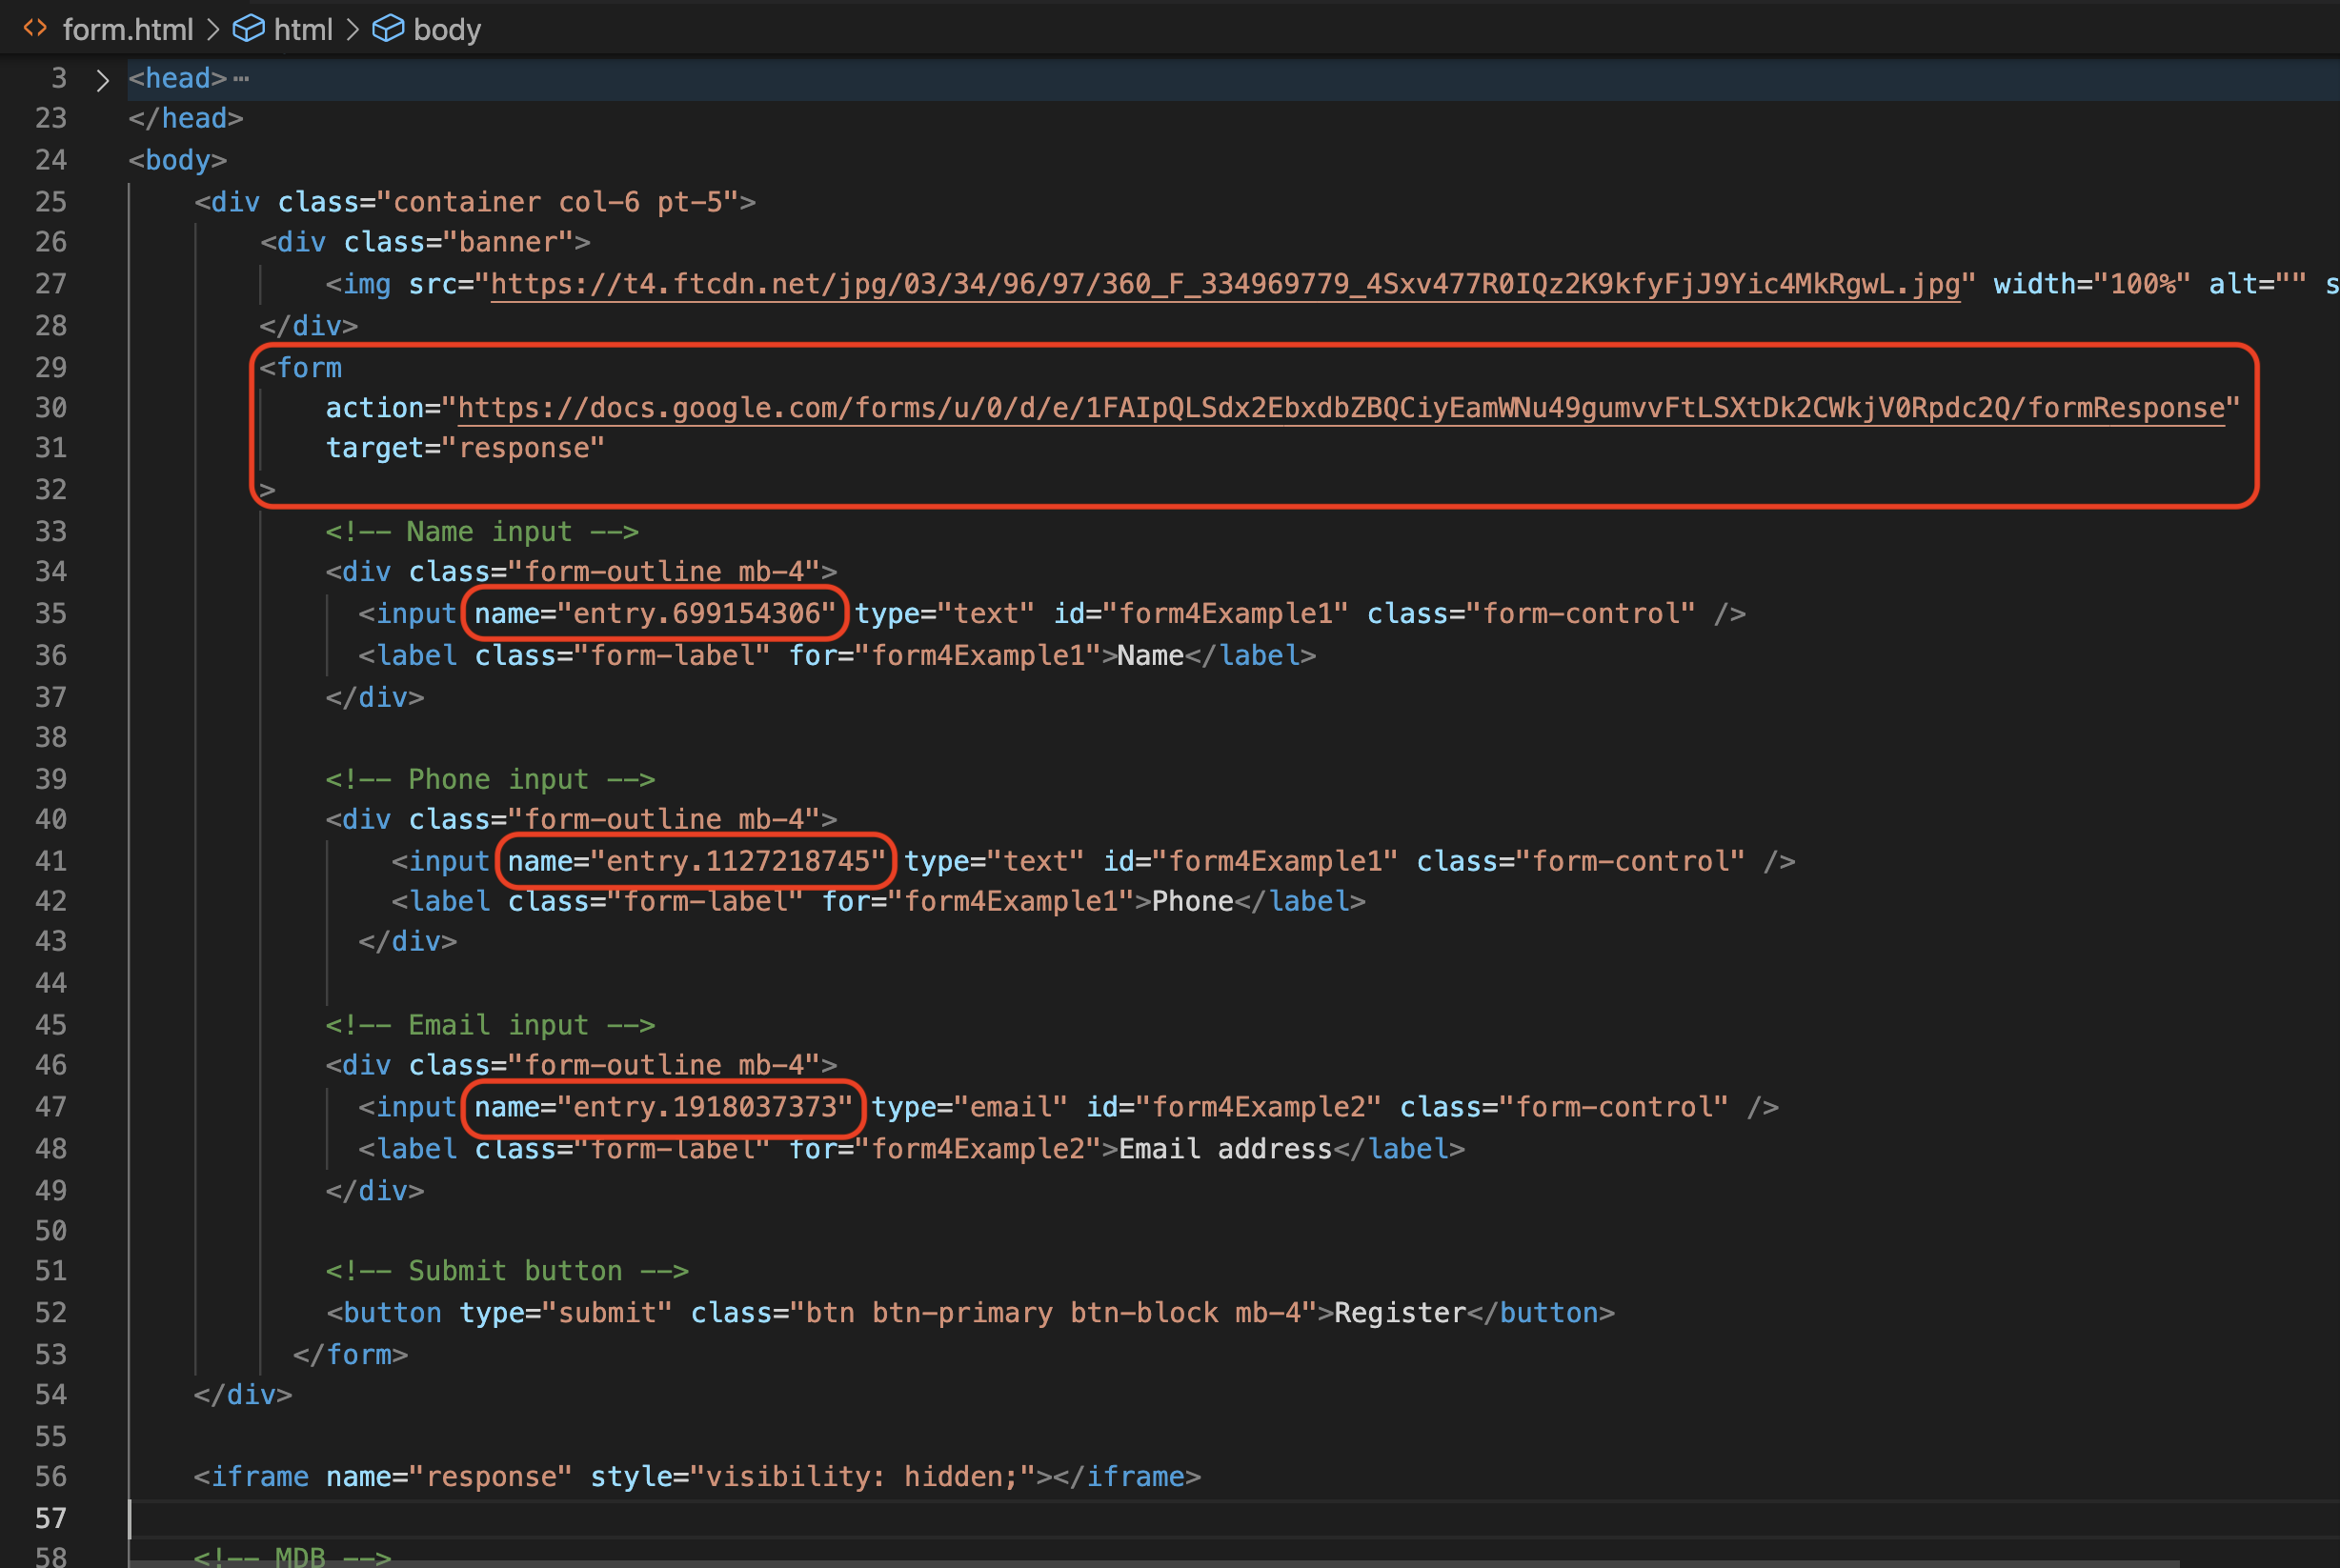 form.html > html > body
3 > <head>⋯
23 </head>
24 <body>
25 <div class="container col-6 pt-5">
26 <div class="banner">
27 <img src="https://t4.ftcdn.net/jpg/03/34/96/97/360_F_334969779_4Sxv477R0IQz2K9kfyFjJ9Yic4MkRgwL.jpg" width="100%" alt="" s
28 </div>
29 <form
30 action="https://docs.google.com/forms/u/0/d/e/1FAIpQLSdx2EbxdbZBQCiyEamWNu49gumvvFtLSXtDk2CWkjV0Rpdc2Q/formResponse"
31 target="response"
32 >
33 <!-- Name input -->
34 <div class="form-outline mb-4">
35 <input name="entry.699154306" type="text" id="form4Example1" class="form-control" />
36 <label class="form-label" for="form4Example1">Name</label>
37 </div>
38
39 <!-- Phone input -->
40 <div class="form-outline mb-4">
41 <input name="entry.1127218745" type="text" id="form4Example1" class="form-control" />
42 <label class="form-label" for="form4Example1">Phone</label>
43 </div>
44
45 <!-- Email input -->
46 <div class="form-outline mb-4">
47 <input name="entry.1918037373" type="email" id="form4Example2" class="form-control" />
48 <label class="form-label" for="form4Example2">Email address</label>
49 </div>
50
51 <!-- Submit button -->
52 <button type="submit" class="btn btn-primary btn-block mb-4">Register</button>
53 </form>
54 </div>
55
56 <iframe name="response" style="visibility: hidden;"></iframe>
57
58 <!-- MDB -->